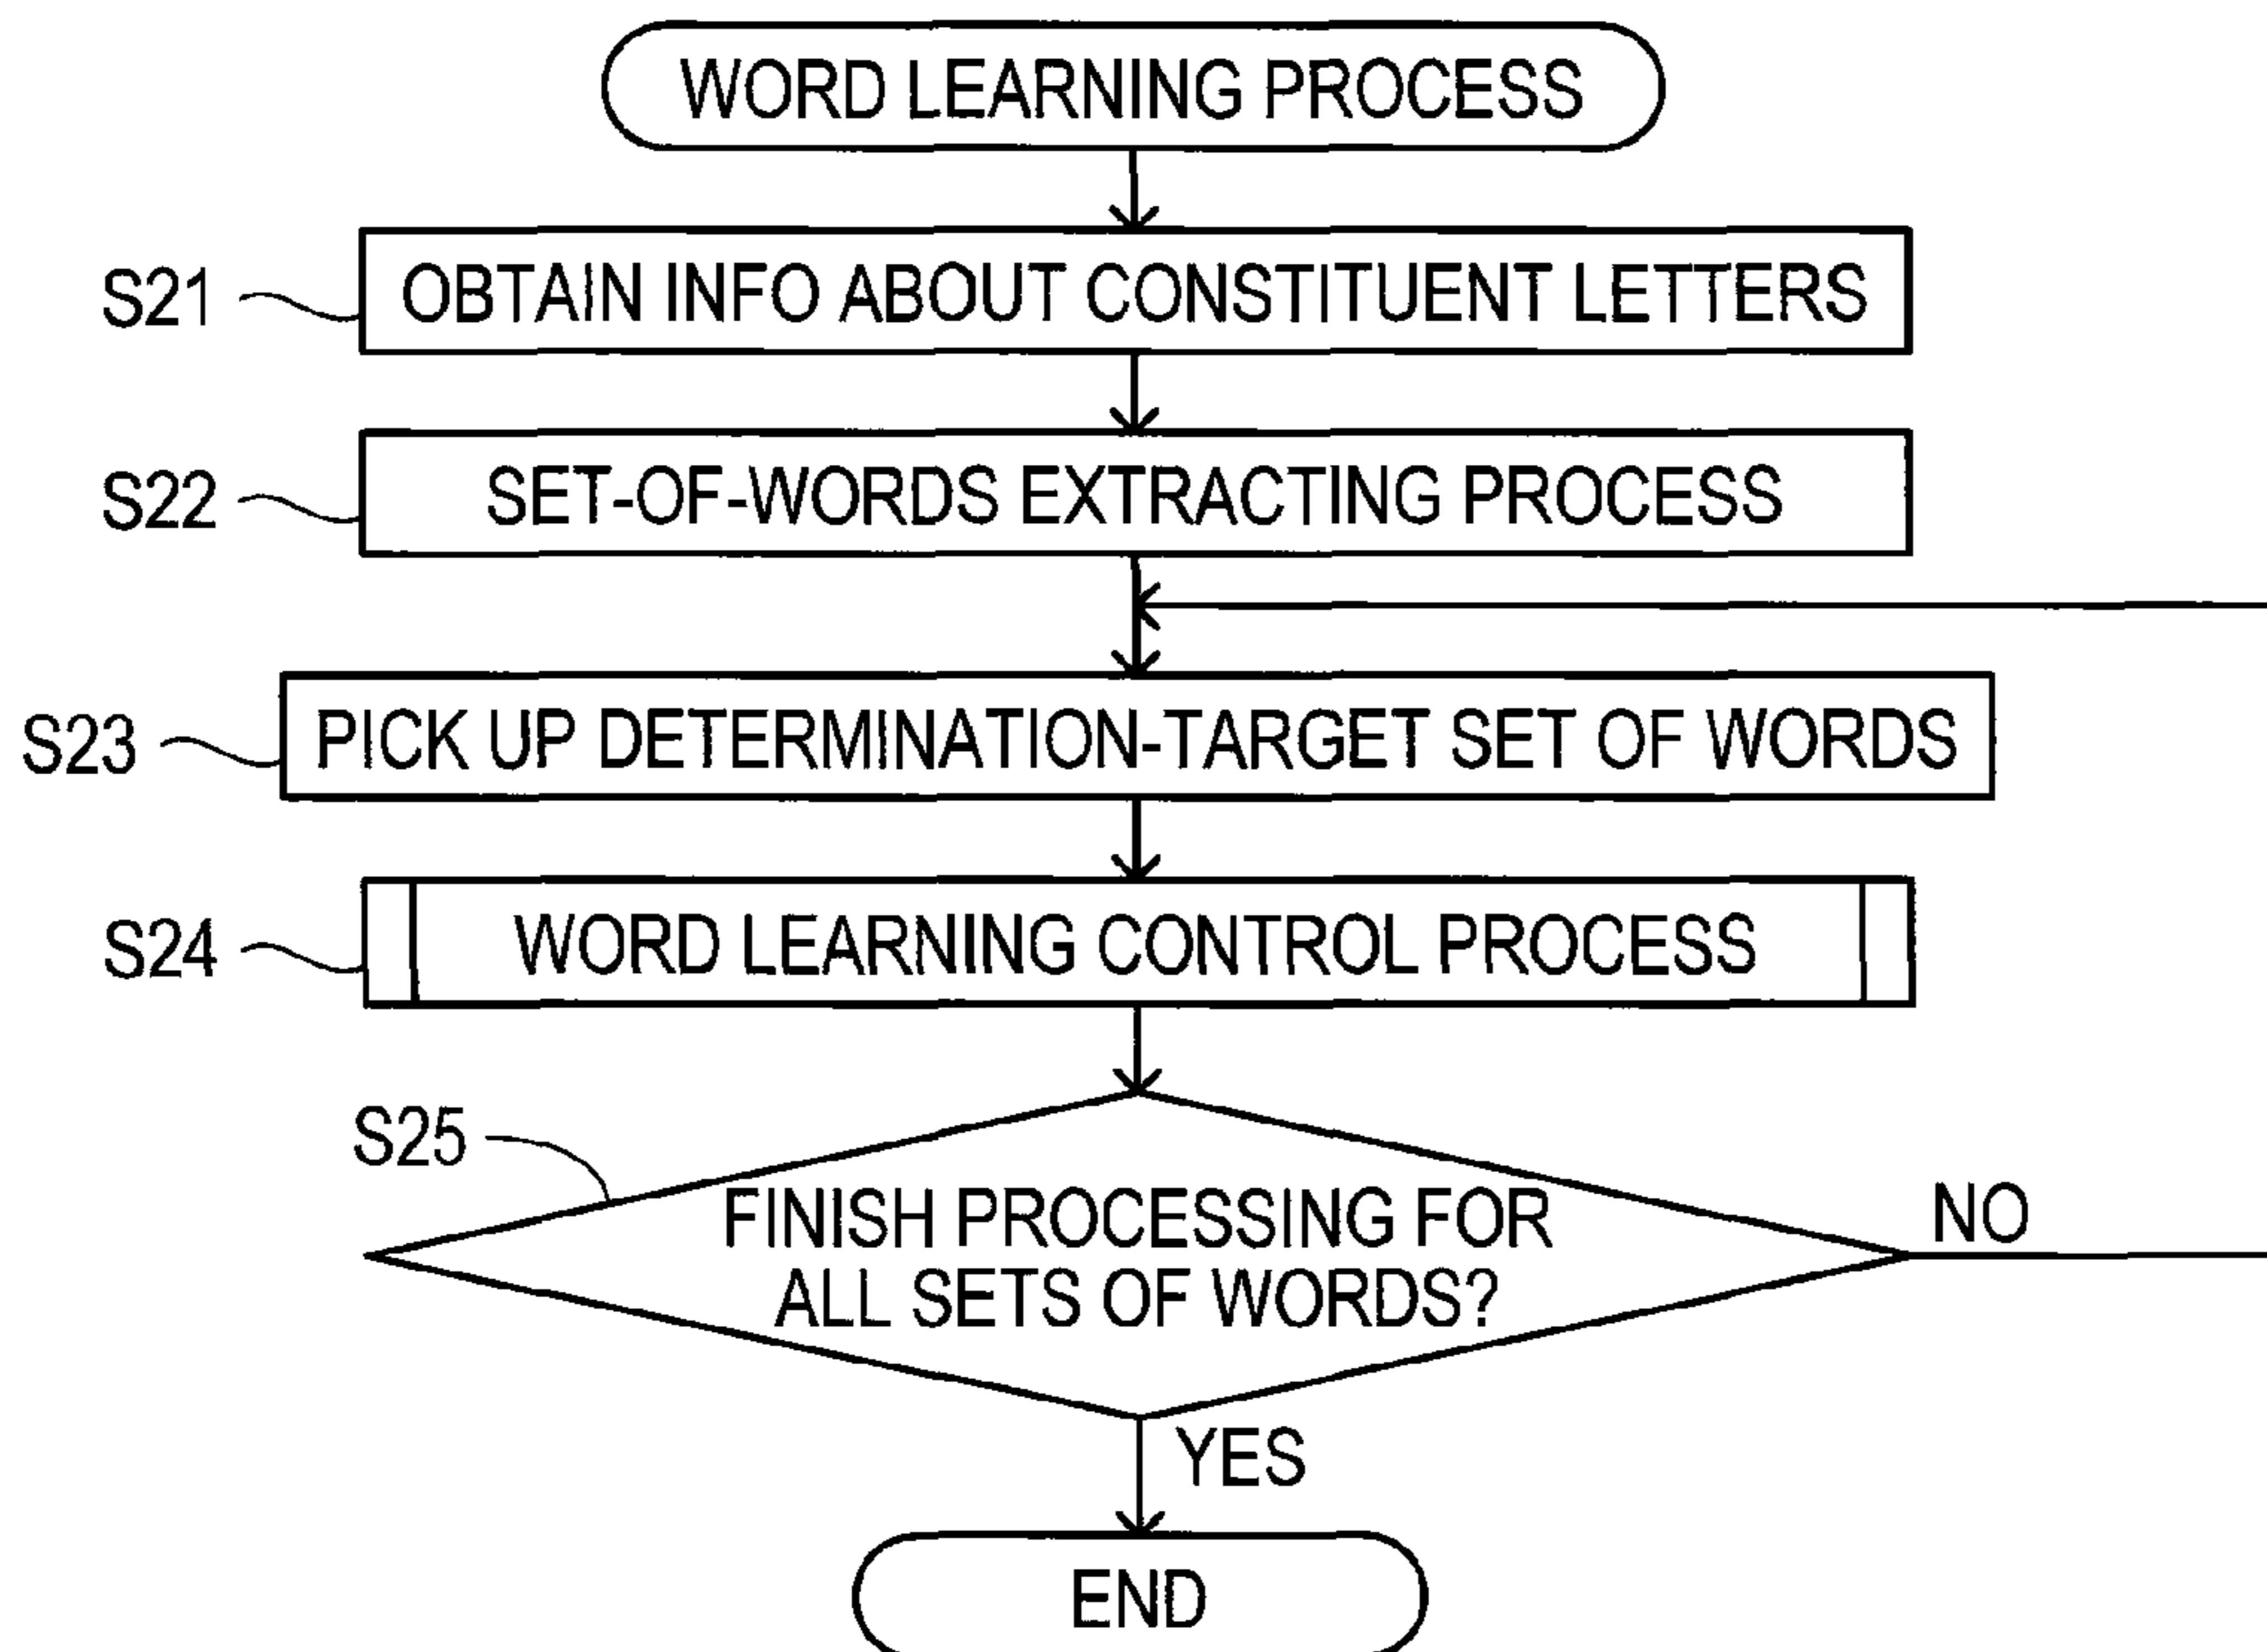 WORD LEARNING PROCESS
S21
OBTAIN INFO ABOUT CONSTITUENT LETTERS
S22
SET-OF-WORDS EXTRACTING PROCESS
S23
PICK UP DETERMINATION-TARGET SET OF WORDS
S24
WORD LEARNING CONTROL PROCESS
S25
FINISH PROCESSING FOR
ALL SETS OF WORDS?
NO
YES
END